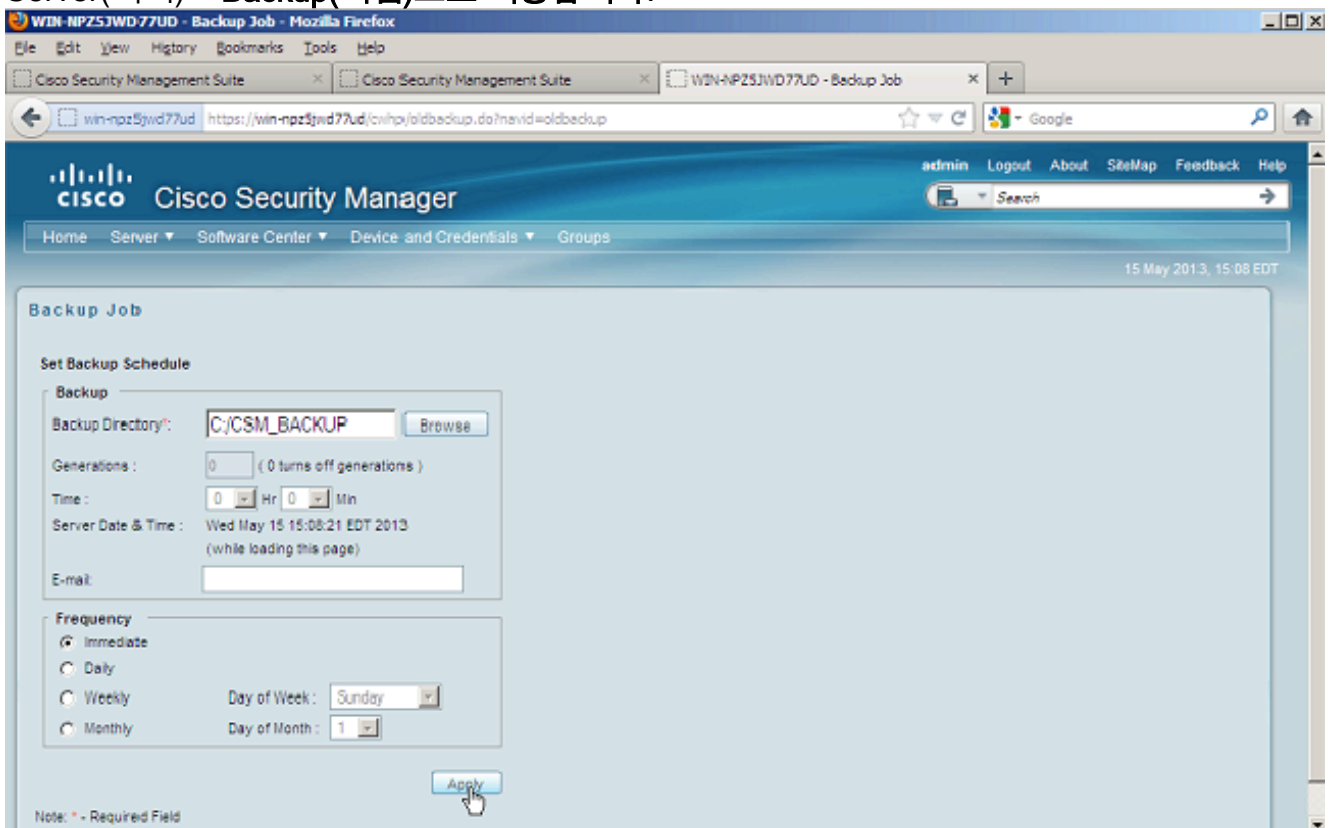 WIN-NPZ5JWD77UD - Backup Job - Mozilla Firefox
File Edit View History Bookmarks Tools Help
Cisco Security Management Suite × Cisco Security Management Suite × WIN-NPZ5JWD77UD - Backup Job × +
win-npz5jwd77ud https://win-npz5jwd77ud/cwhp/oldbackup.do?navid=oldbackup Google
admin Logout About SiteMap Feedback Help
CISCO Cisco Security Manager
Search
Home Server Software Center Device and Credentials Groups
15 May 2013, 15:08 EDT
Backup Job
Set Backup Schedule
Backup
Backup Directory*: C:/CSM_BACKUP Browse
Generations : 0 ( 0 turns off generations )
Time : 0 Hr 0 Min
Server Date & Time : Wed May 15 15:08:21 EDT 2013
(while loading this page)
E-mail:
Frequency
Immediate
Daily
Weekly Day of Week : Sunday
Monthly Day of Month : 1
Apply
Note: * - Required Field